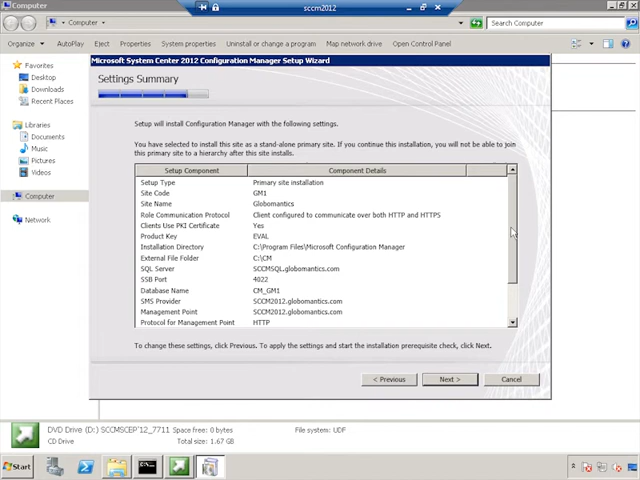 Computer
sccm2012
Computer
Search Computer
Organize
AutoPlay
Eject
Properties
System properties
Uninstall or change a program
Map network drive
Open Control Panel
Favorites
Desktop
Downloads
Recent Places
Libraries
Documents
Music
Pictures
Videos
Computer
Network
Microsoft System Center 2012 Configuration Manager Setup Wizard
Settings Summary
Setup will install Configuration Manager with the following settings.
You have selected to install this site as a stand-alone primary site. If you continue this installation, you will not be able to join
this primary site to a hierarchy after this site installs.
Setup Component Component Details
Setup Type Primary site installation
Site Code GM1
Site Name Globomantics
Role Communication Protocol Client configured to communicate over both HTTP and HTTPS
Clients Use PKI Certificate Yes
Product Key EVAL
Installation Directory C:\Program Files\Microsoft Configuration Manager
External File Folder C:\CM
SQL Server SCCMSQL.globomantics.com
SSB Port 4022
Database Name CM_GM1
SMS Provider SCCM2012.globomantics.com
Management Point SCCM2012.globomantics.com
Protocol for Management Point HTTP
To change these settings, click Previous. To apply the settings and start the installation prerequisite check, click Next.
< Previous
Next >
Cancel
DVD Drive (D:) SCCMSCEP'12_7711 Space free: 0 bytes File system: UDF
CD Drive Total size: 1.67 GB
Start